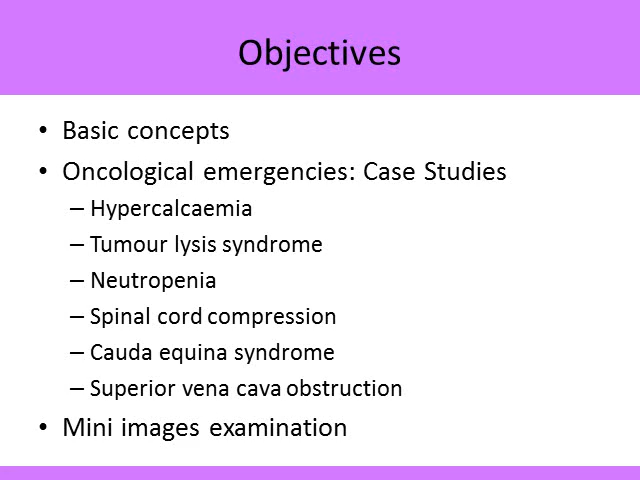 Objectives
• Basic concepts
• Oncological emergencies: Case Studies
– Hypercalcaemia
– Tumour lysis syndrome
– Neutropenia
– Spinal cord compression
– Cauda equina syndrome
– Superior vena cava obstruction
• Mini images examination